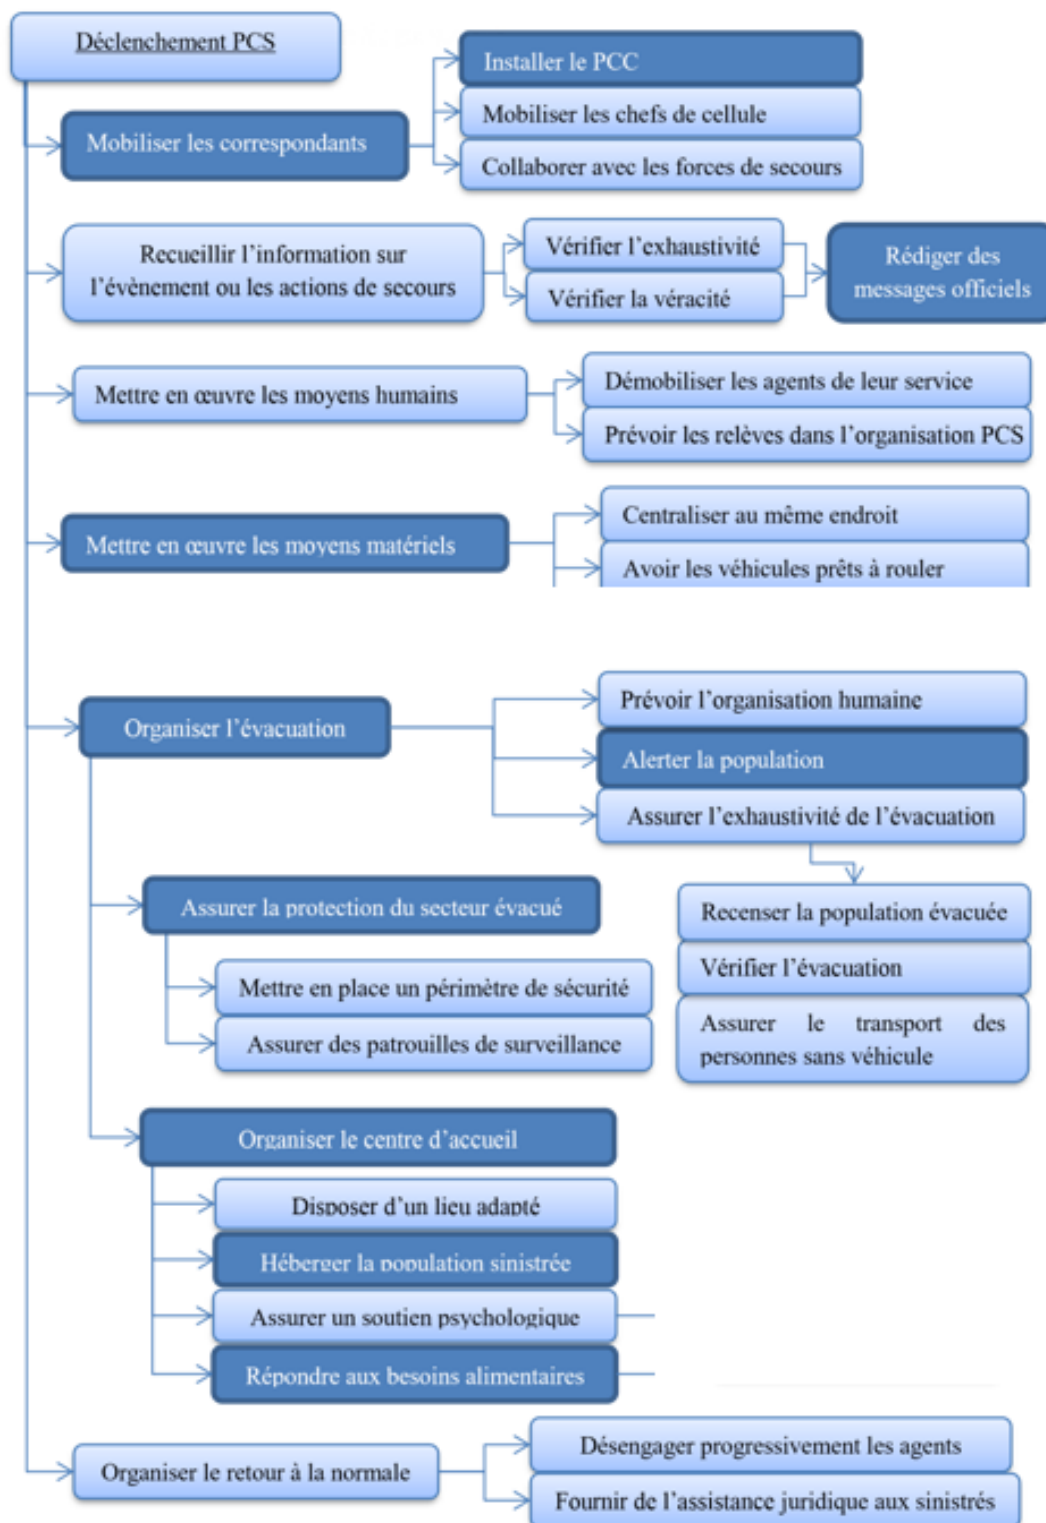 Déclenchement PCS
Installer le PCC
Mobiliser les chefs de cellule
Mobiliser les correspondants
Collaborer avec les forces de secours
Recueillir l'information sur
l'évènement ou les actions de secours
Vérifier l'exhaustivité
Vérifier la véracité
Rédiger des
messages officiels
Mettre en œuvre les moyens humains
Démobiliser les agents de leur service
Prévoir les relèves dans l'organisation PCS
Mettre en œuvre les moyens matériels
Centraliser au même endroit
Avoir les véhicules prêts à rouler
Organiser l'évacuation
Prévoir l'organisation humaine
Alerter la population
Assurer l'exhaustivité de l'évacuation
Recenser la population évacuée
Vérifier l'évacuation
Assurer le transport des
personnes sans véhicule
Assurer la protection du secteur évacué
Mettre en place un périmètre de sécurité
Assurer des patrouilles de surveillance
Organiser le centre d'accueil
Disposer d'un lieu adapté
Héberger la population sinistrée
Assurer un soutien psychologique
Répondre aux besoins alimentaires
Organiser le retour à la normale
Désengager progressivement les agents
Fournir de l'assistance juridique aux sinistrés